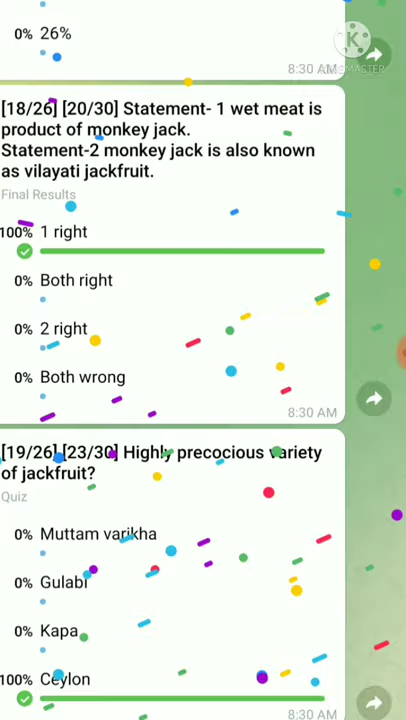 0% 26%
8:30 AM
[18/26] [20/30] Statement- 1 wet meat is
product of monkey jack.
Statement-2 monkey jack is also known
as vilayati jackfruit.
Final Results
100% 1 right
0% Both right
0% 2 right
0% Both wrong
8:30 AM
[19/26] [23/30] Highly precocious variety
of jackfruit?
Quiz
0% Muttam varikha
0% Gulabi
0% Kapa
100% Ceylon
8:30 AM